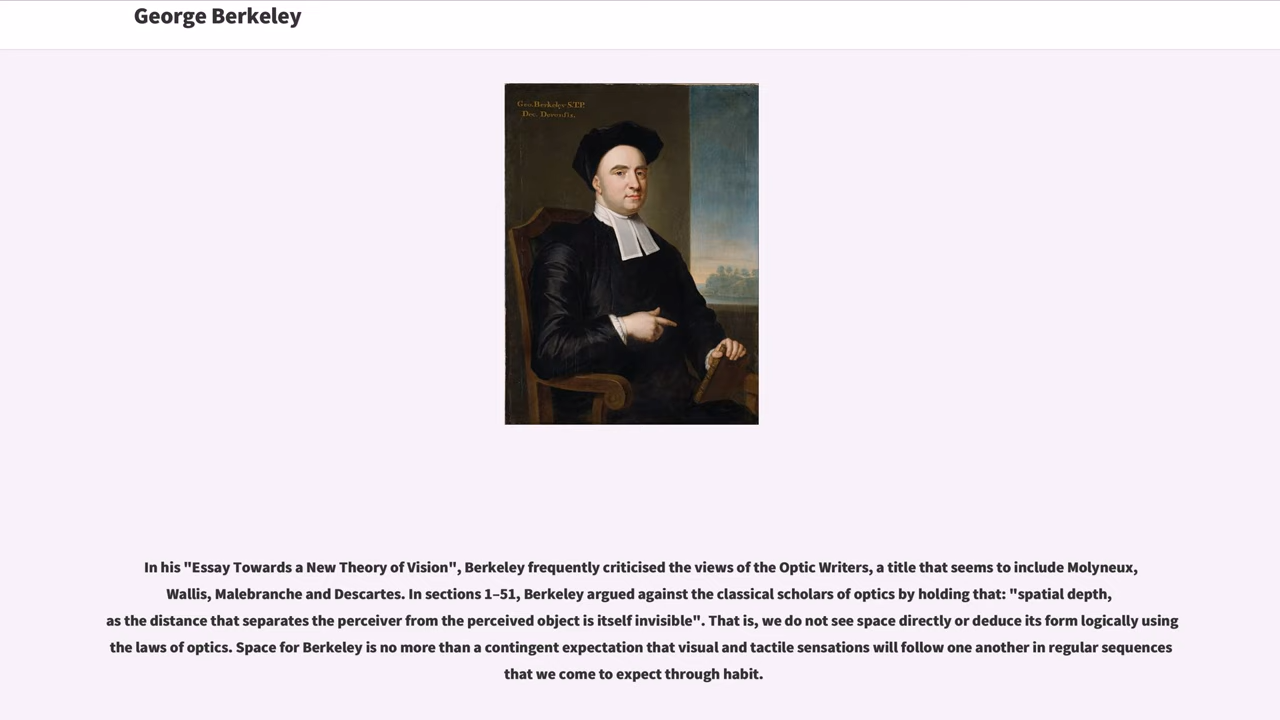 George Berkeley
Geo. Berkeley S.T.P.
Dec.
In his "Essay Towards a New Theory of Vision", Berkeley frequently criticised the views of the Optic Writers, a title that seems to include Molyneux,
Wallis, Malebranche and Descartes. In sections 1–51, Berkeley argued against the classical scholars of optics by holding that: "spatial depth,
as the distance that separates the perceiver from the perceived object is itself invisible". That is, we do not see space directly or deduce its form logically using
the laws of optics. Space for Berkeley is no more than a contingent expectation that visual and tactile sensations will follow one another in regular sequences
that we come to expect through habit.